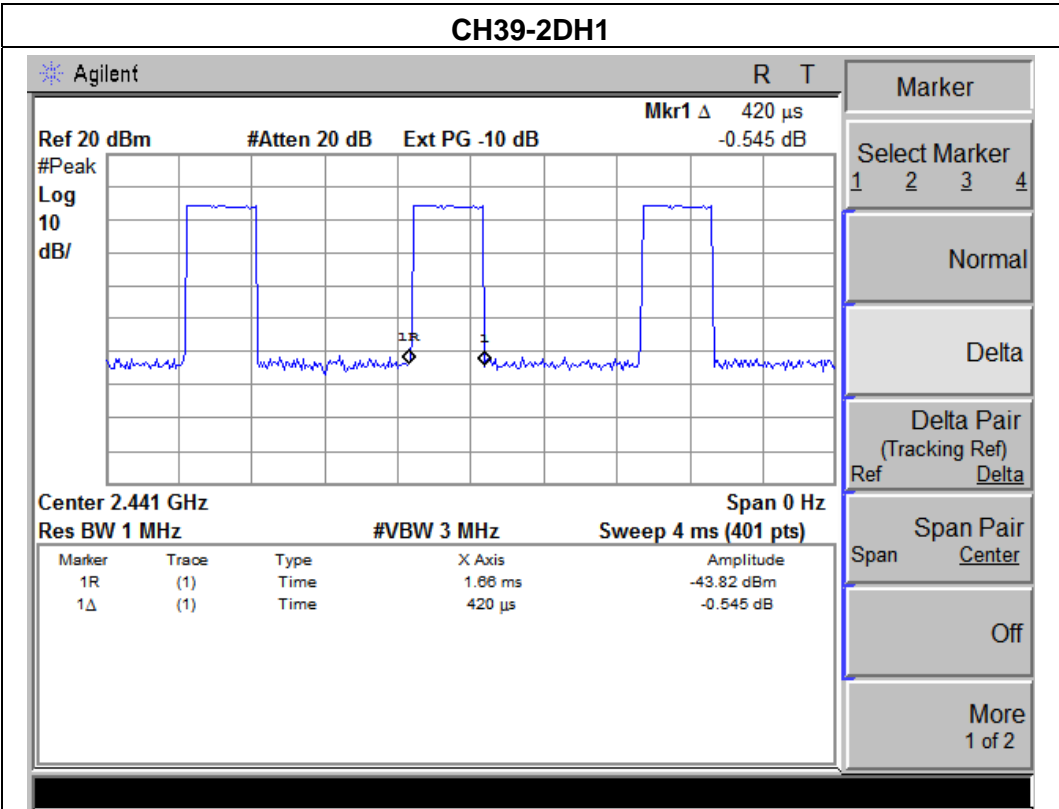 CH39-2DH1
Agilent R T
Mkr1 Δ 420 µs
Ref 20 dBm #Atten 20 dB Ext PG -10 dB -0.545 dB
#Peak
Log
10
dB/
1R
1
Center 2.441 GHz Span 0 Hz
Res BW 1 MHz #VBW 3 MHz Sweep 4 ms (401 pts)
Marker Trace Type X Axis Amplitude
1R (1) Time 1.66 ms -43.82 dBm
1Δ (1) Time 420 µs -0.545 dB
Marker
Select Marker
1 2 3 4
Normal
Delta
Delta Pair
(Tracking Ref)
Ref Delta
Span Pair
Span Center
Off
More
1 of 2